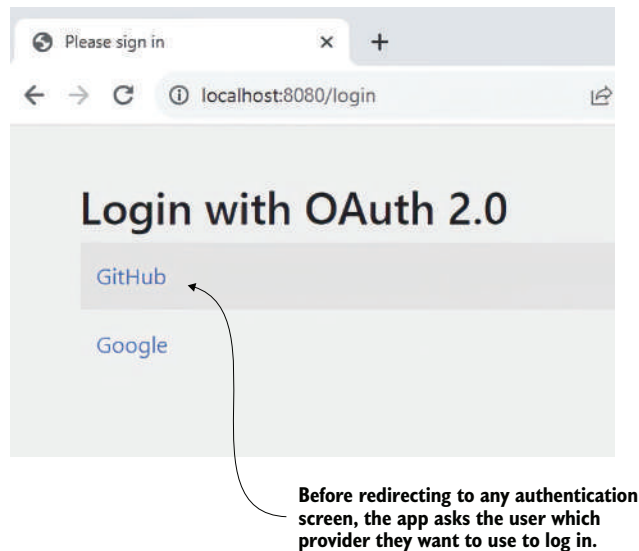 Please sign in
localhost:8080/login
Login with OAuth 2.0
GitHub
Google
Before redirecting to any authentication
screen, the app asks the user which
provider they want to use to log in.